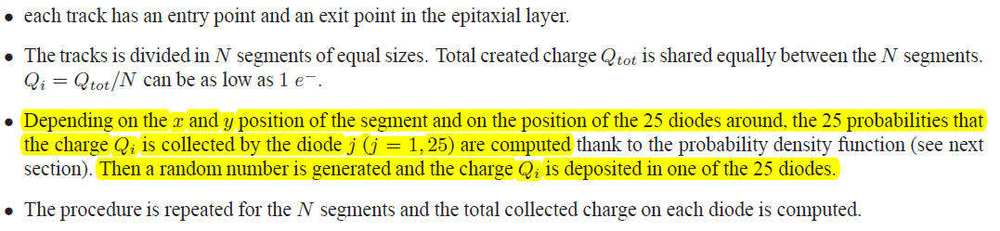 • each track has an entry point and an exit point in the epitaxial layer.
• The tracks is divided in N segments of equal sizes. Total created charge Q_{tot} is shared equally between the N segments.
Q_i = Q_{tot}/N can be as low as 1 e^-.
• Depending on the x and y position of the segment and on the position of the 25 diodes around, the 25 probabilities that
the charge Q_i is collected by the diode j (j = 1, 25) are computed thank to the probability density function (see next
section). Then a random number is generated and the charge Q_i is deposited in one of the 25 diodes.
• The procedure is repeated for the N segments and the total collected charge on each diode is computed.